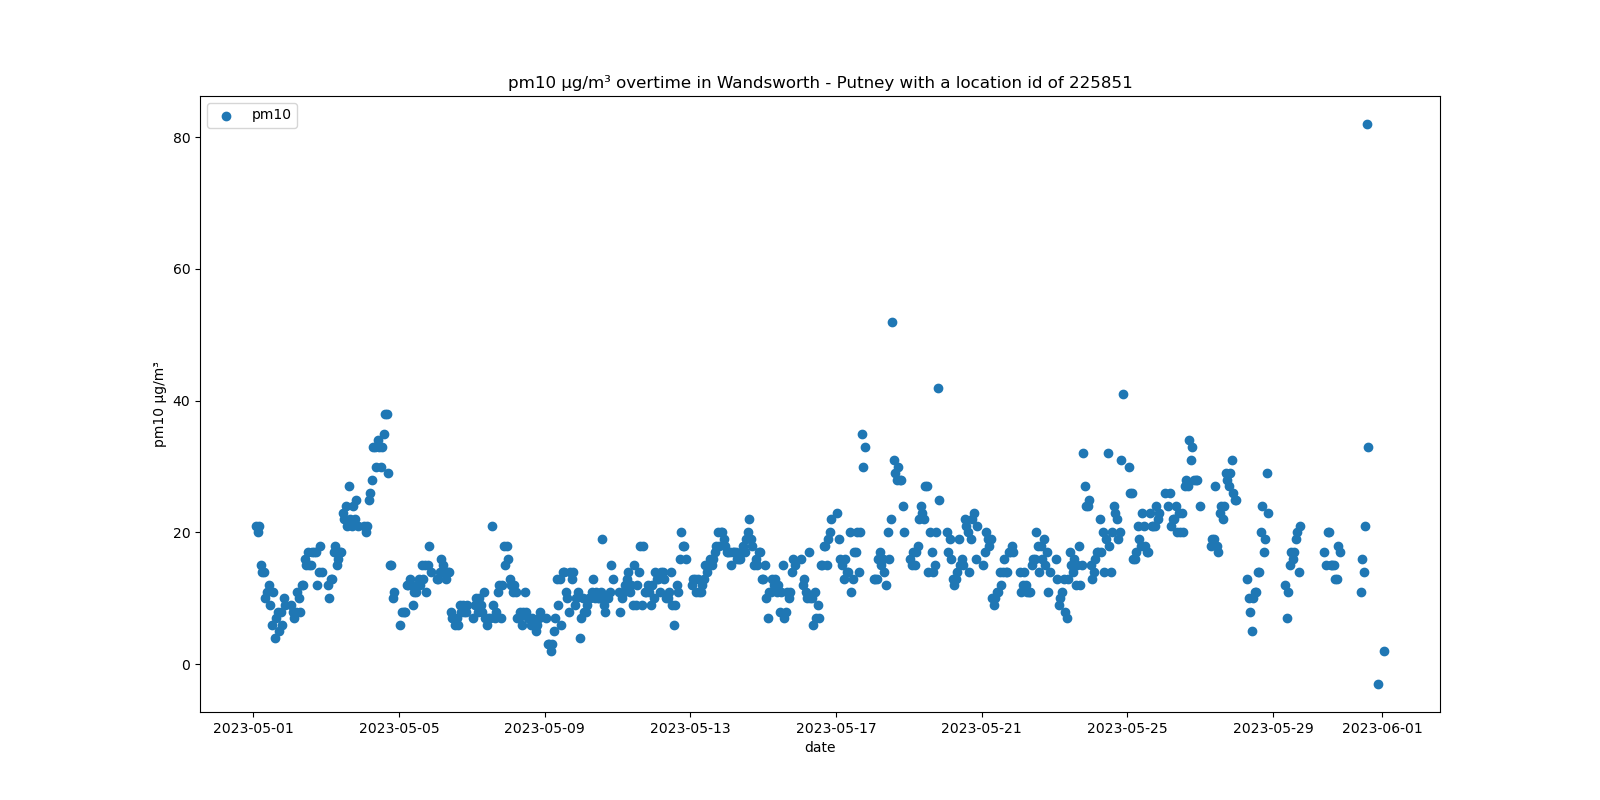 pm10 µg/m³ overtime in Wandsworth - Putney with a location id of 225851
pm10
80
60
40
20
0
pm10 µg/m³
2023-05-01 2023-05-05 2023-05-09 2023-05-13 2023-05-17 2023-05-21 2023-05-25 2023-05-29 2023-06-01
date